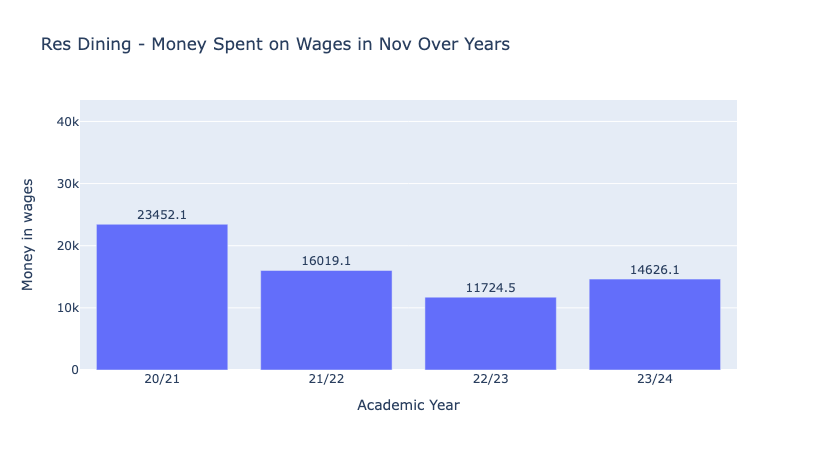 Res Dining - Money Spent on Wages in Nov Over Years
Money in wages
40k
30k
20k
10k
0
23452.1
16019.1
11724.5
14626.1
20/21
21/22
22/23
23/24
Academic Year